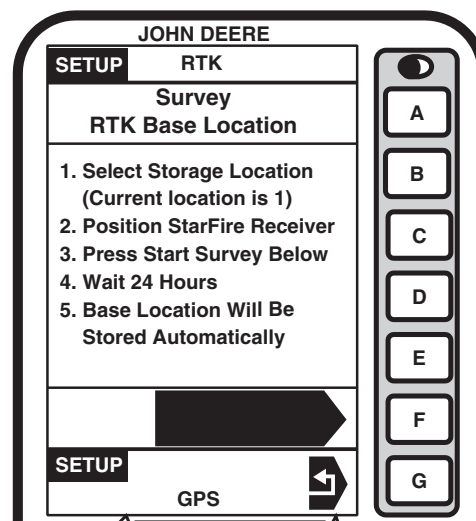 JOHN DEERE
SETUP RTK
Survey
RTK Base Location
1. Select Storage Location
(Current location is 1)
2. Position StarFire Receiver
3. Press Start Survey Below
4. Wait 24 Hours
5. Base Location Will Be
Stored Automatically
SETUP
GPS
A
B
C
D
E
F
G